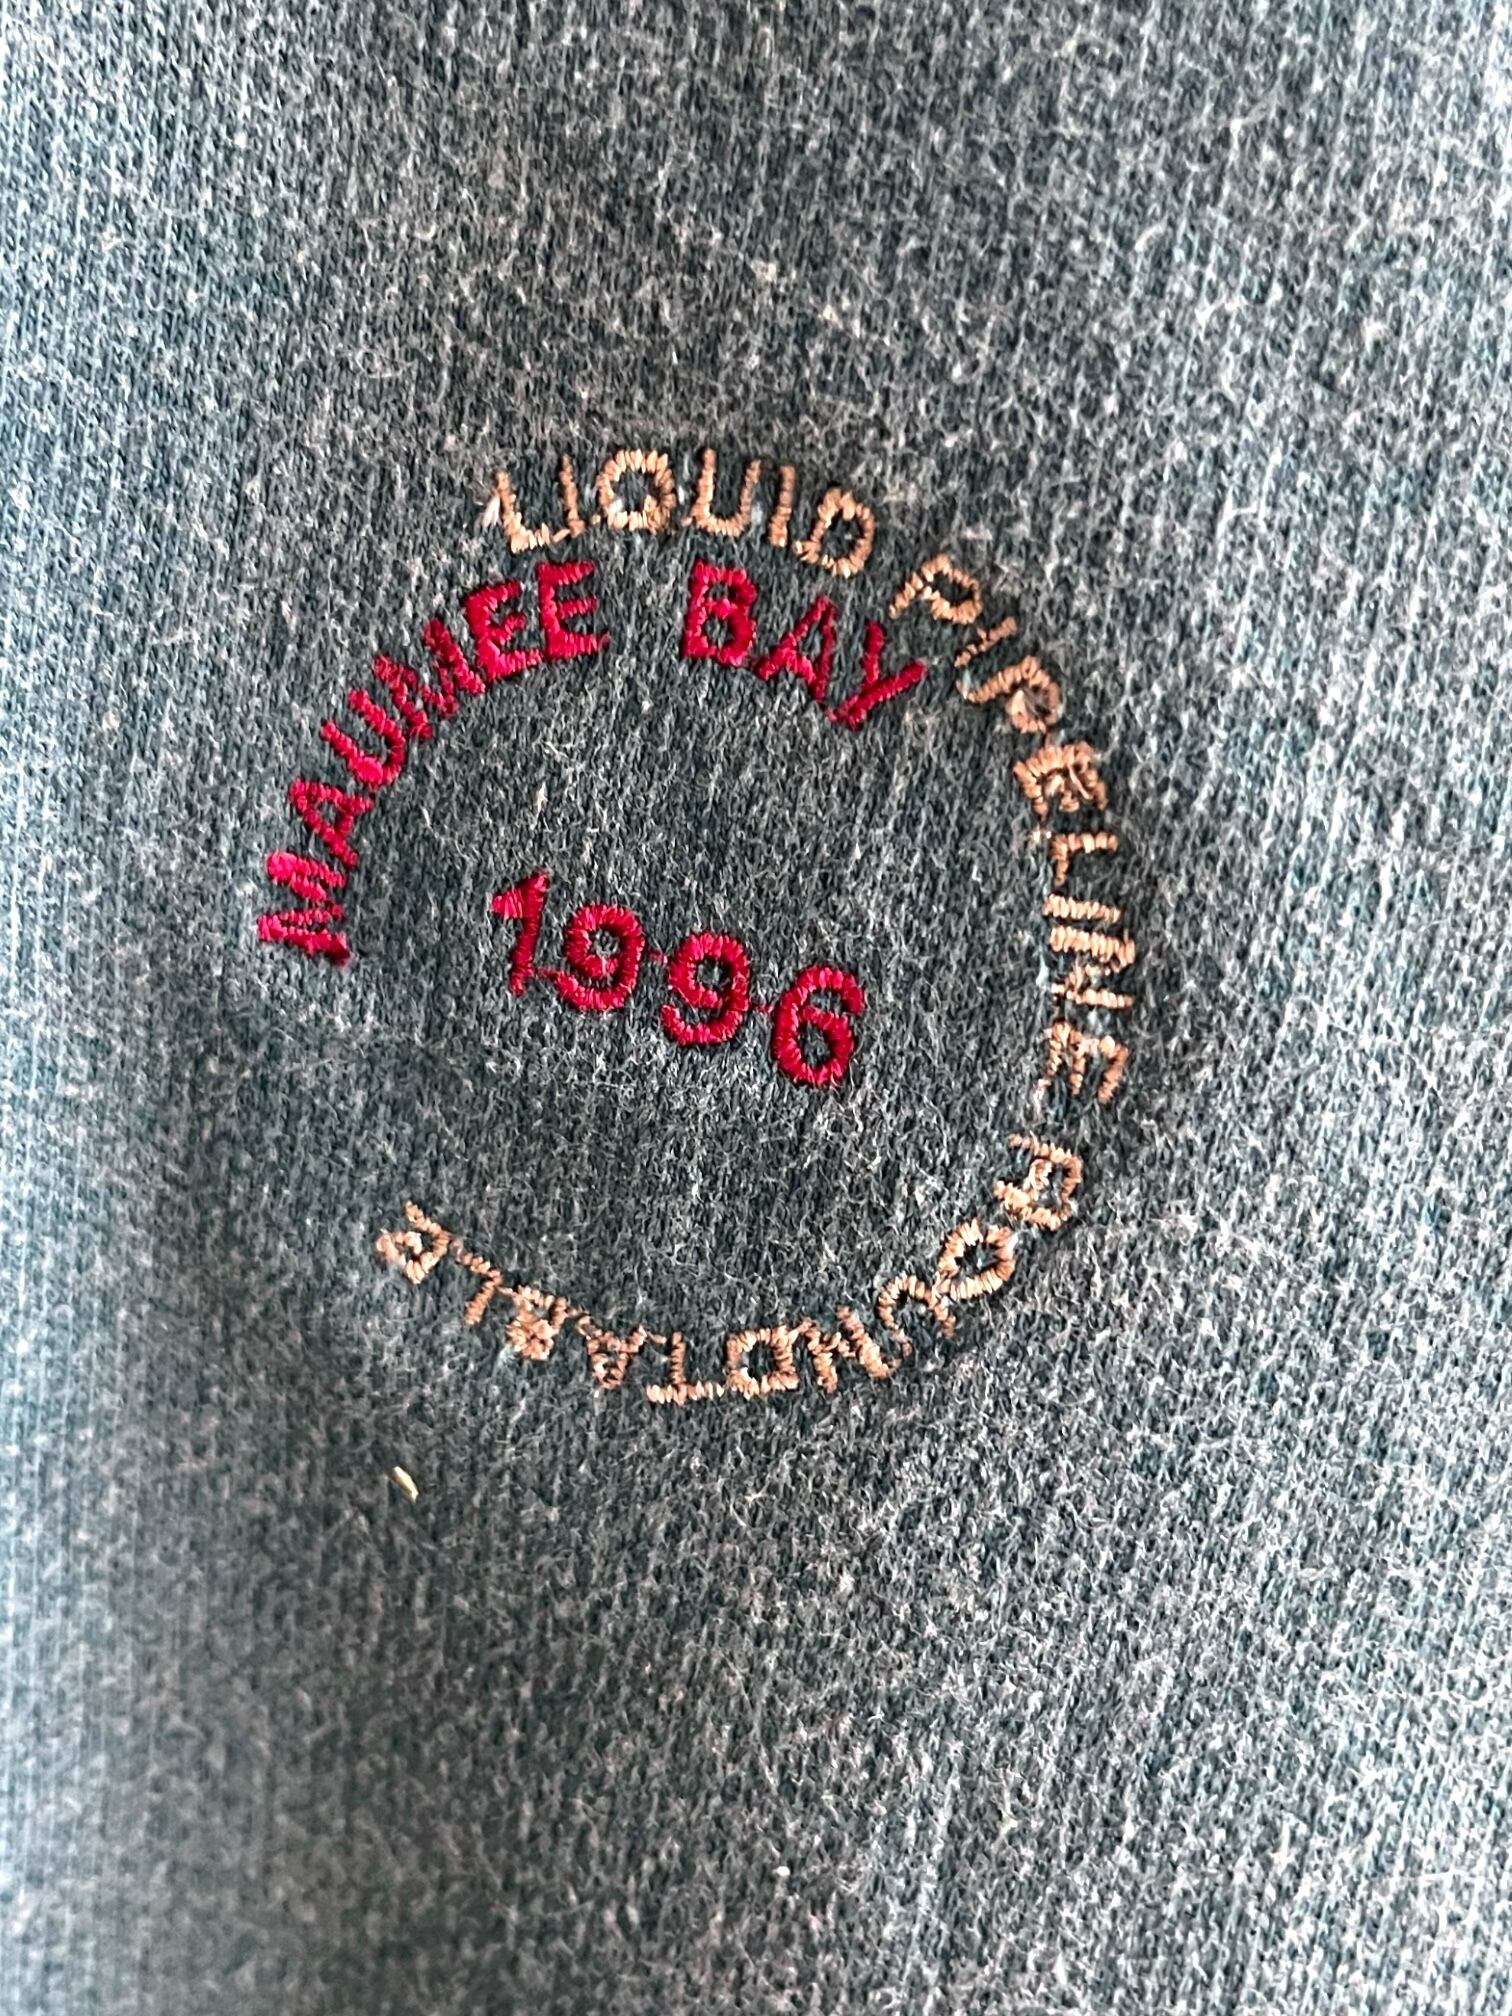 LIQUID PIPELINE ROUNDTABLE
MAUMEE BAY
1996